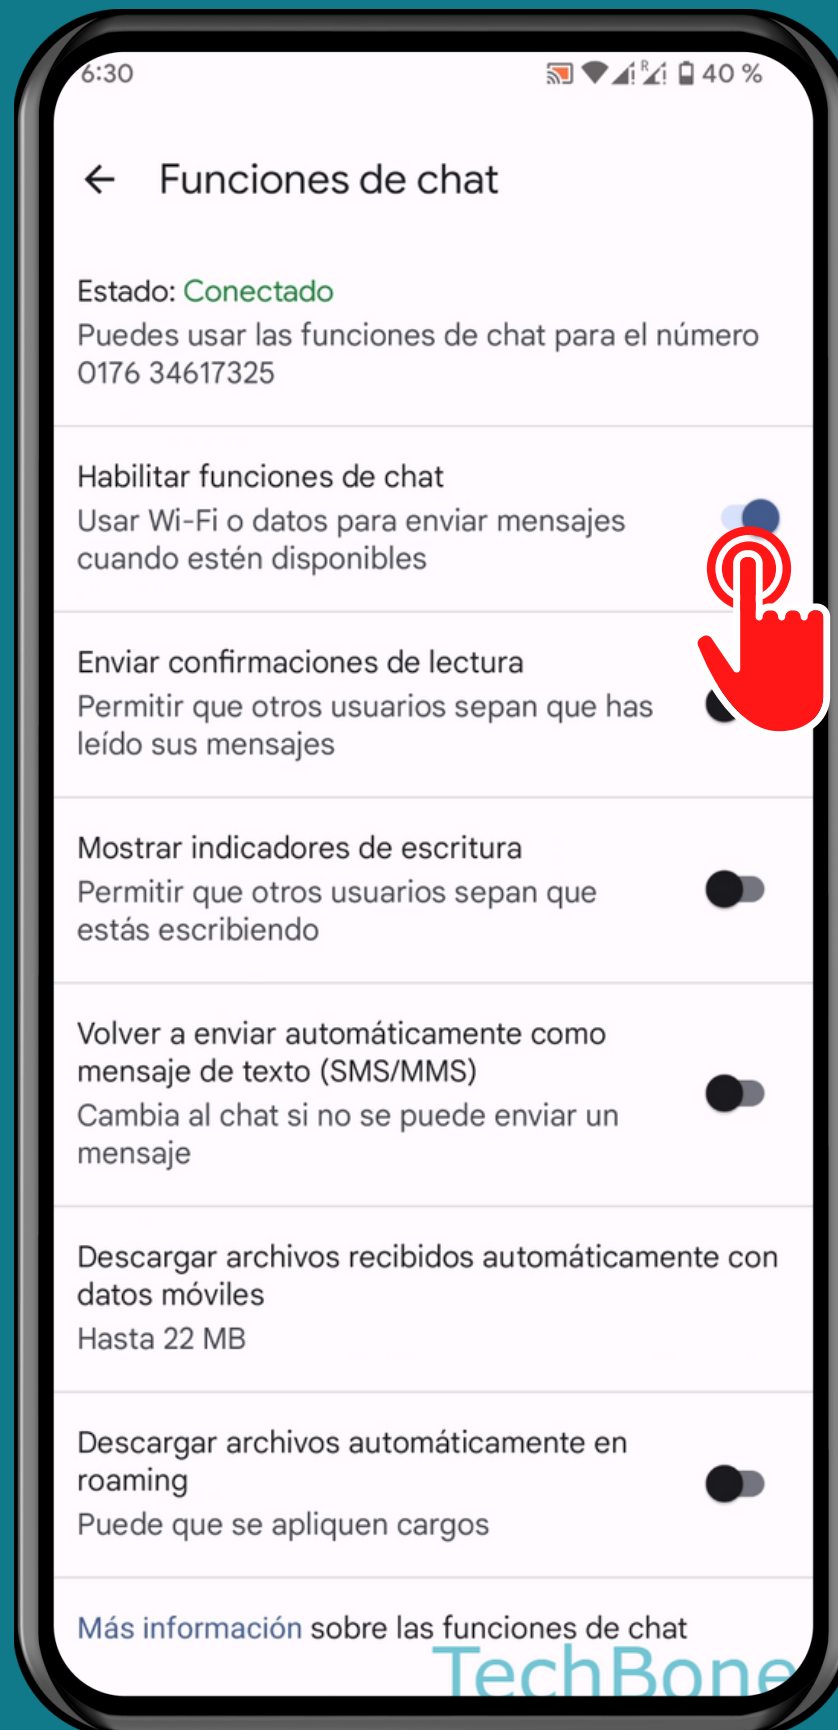 6:30
R
40 %
Funciones de chat
Estado: Conectado
Puedes usar las funciones de chat para el número
0176 34617325
Habilitar funciones de chat
Usar Wi-Fi o datos para enviar mensajes
cuando estén disponibles
Enviar confirmaciones de lectura
Permitir que otros usuarios sepan que has
leído sus mensajes
Mostrar indicadores de escritura
Permitir que otros usuarios sepan que
estás escribiendo
Volver a enviar automáticamente como
mensaje de texto (SMS/MMS)
Cambia al chat si no se puede enviar un
mensaje
Descargar archivos recibidos automáticamente con
datos móviles
Hasta 22 MB
Descargar archivos automáticamente en
roaming
Puede que se apliquen cargos
Más información sobre las funciones de chat
TechBone